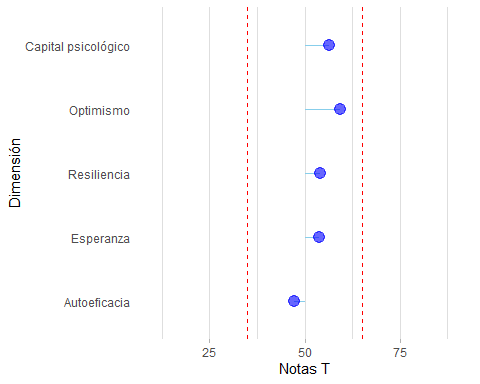 Capital psicológico
Optimismo
Resiliencia
Esperanza
Autoeficacia
Dimensión
25 50 75
Notas T